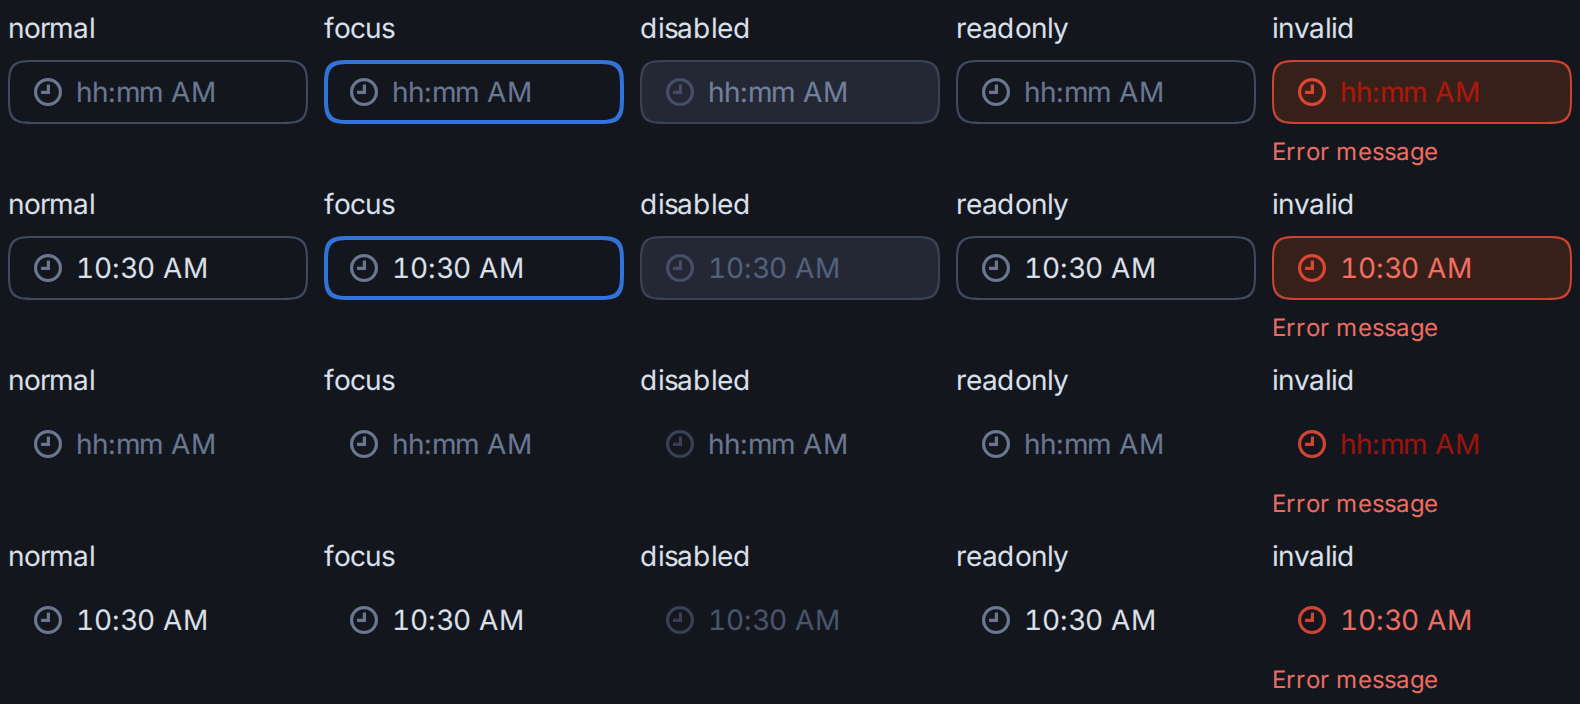 normal focus disabled readonly invalid
hh:mm AM hh:mm AM hh:mm AM hh:mm AM hh:mm AM
Error message
normal focus disabled readonly invalid
10:30 AM 10:30 AM 10:30 AM 10:30 AM 10:30 AM
Error message
normal focus disabled readonly invalid
hh:mm AM hh:mm AM hh:mm AM hh:mm AM hh:mm AM
Error message
normal focus disabled readonly invalid
10:30 AM 10:30 AM 10:30 AM 10:30 AM 10:30 AM
Error message